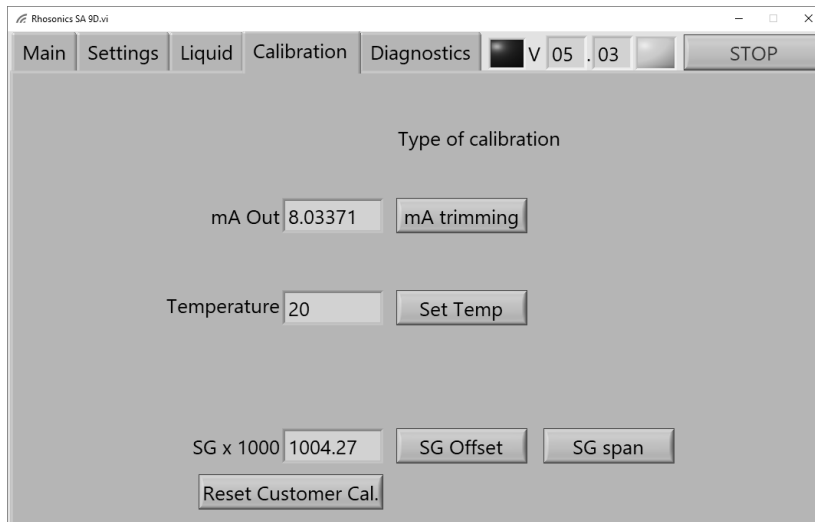 Rhosonics SA 9D.vi
Main Settings Liquid Calibration Diagnostics V 05 . 03 STOP
Type of calibration
mA Out 8.03371 mA trimming
Temperature 20 Set Temp
SG x 1000 1004.27 SG Offset SG span
Reset Customer Cal.